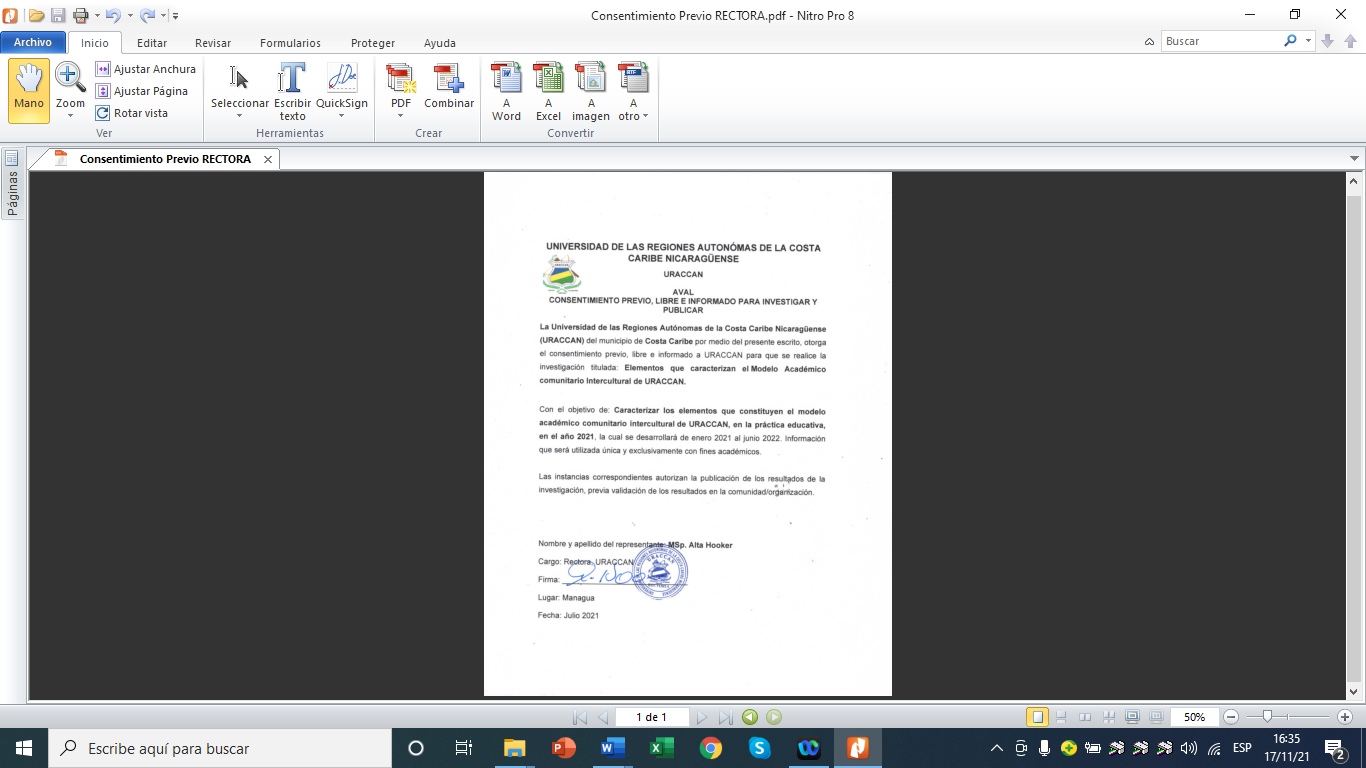 Consentimiento Previo RECTORA.pdf - Nitro Pro 8
Archivo Inicio Editar Revisar Formularios Proteger Ayuda
Buscar
Mano
Zoom
Ajustar Anchura
Ajustar Página
Rotar vista
Ver
Seleccionar
Escribir texto
QuickSign
Herramientas
PDF
Combinar
Crear
A Word
A Excel
A imagen
A otro
Convertir
Consentimiento Previo RECTORA
Páginas
UNIVERSIDAD DE LAS REGIONES AUTONÓMAS DE LA COSTA
CARIBE NICARAGÜENSE
URACCAN
AVAL
CONSENTIMIENTO PREVIO, LIBRE E INFORMADO PARA INVESTIGAR Y
PUBLICAR
La Universidad de las Regiones Autónomas de la Costa Caribe Nicaragüense
(URACCAN) del municipio de Costa Caribe por medio del presente escrito, otorga
el consentimiento previo, libre e informado a URACCAN para que se realice la
investigación titulada: Elementos que caracterizan el Modelo Académico
comunitario Intercultural de URACCAN.
Con el objetivo de: Caracterizar los elementos que constituyen el modelo
académico comunitario intercultural de URACCAN, en la práctica educativa,
en el año 2021, la cual se desarrollará de enero 2021 al junio 2022. Información
que será utilizada única y exclusivamente con fines académicos.
Las instancias correspondientes autorizan la publicación de los resultados de la
investigación, previa validación de los resultados en la comunidad/organización.
Nombre y apellido del representante: MSp. Alta Hooker
Cargo: Rectora, URACCAN
Firma:
Lugar: Managua
Fecha: Julio 2021
1 de 1
50%
Escribe aquí para buscar
ESP
16:35
17/11/21
2